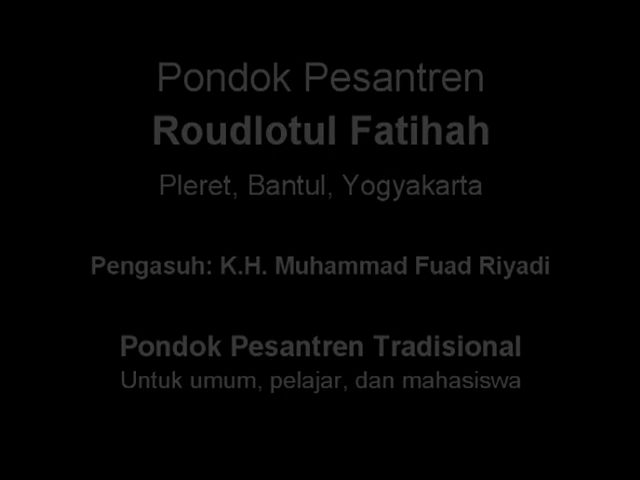 Pondok Pesantren
Roudlotul Fatihah
Pleret, Bantul, Yogyakarta
Pengasuh: K.H. Muhammad Fuad Riyadi
Pondok Pesantren Tradisional
Untuk umum, pelajar, dan mahasiswa